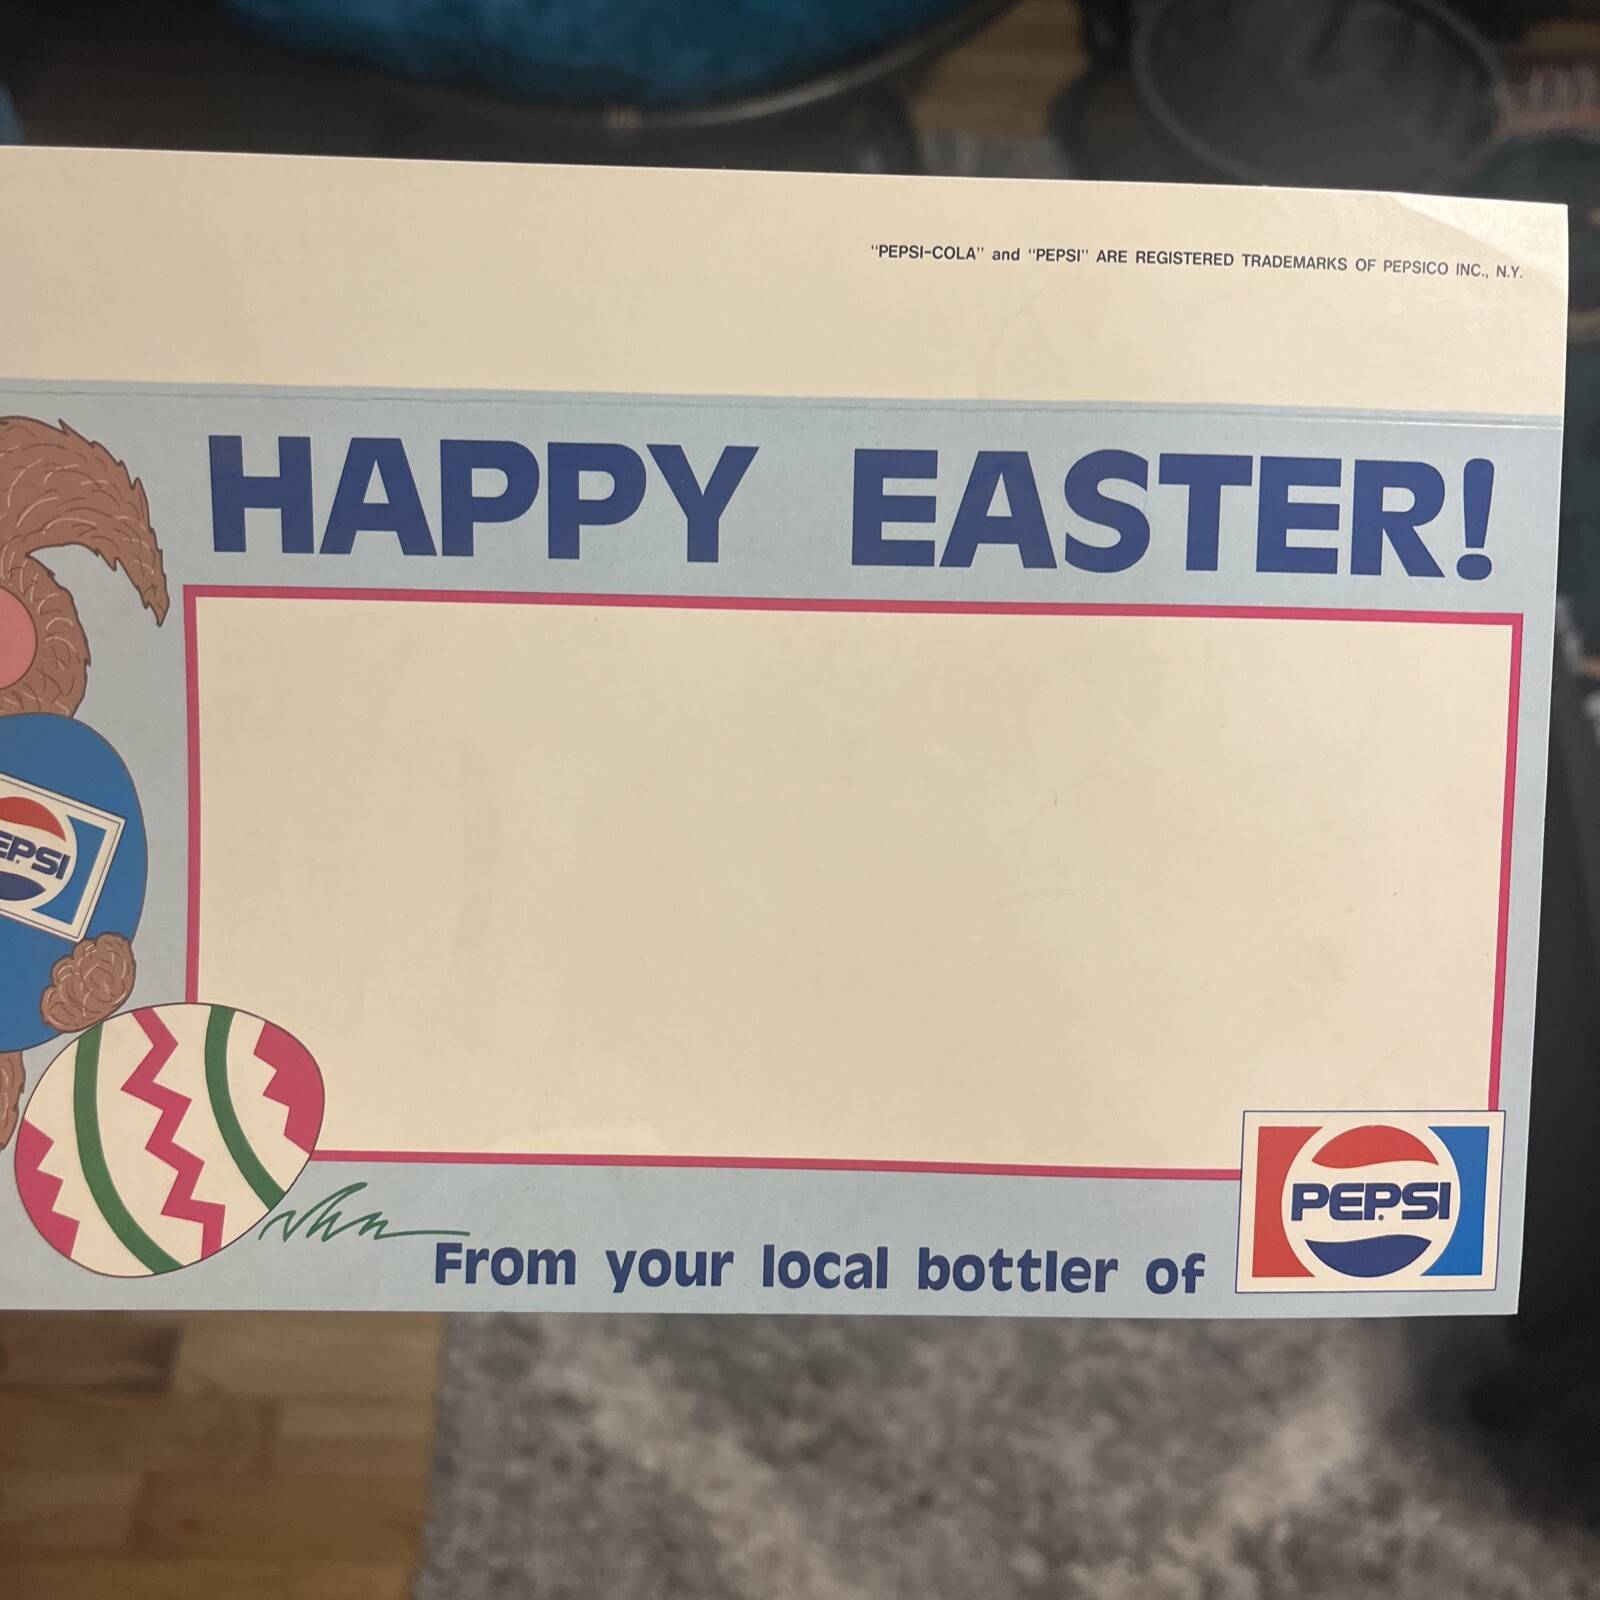 "PEPSI-COLA" and "PEPSI" ARE REGISTERED TRADEMARKS OF PEPSICO INC., N.Y.
HAPPY EASTER!
EPSI
PEPSI
From your local bottler of